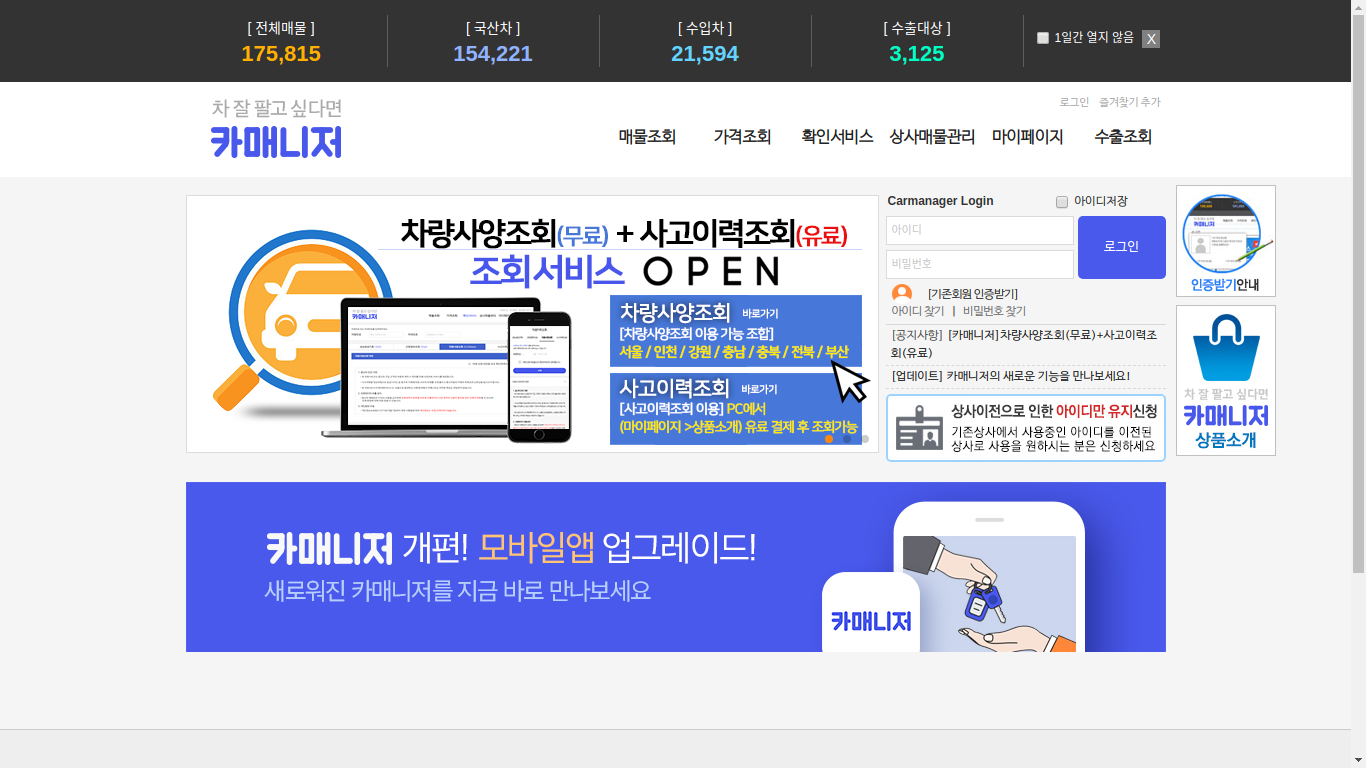 [ 전체매물 ]
175,815
[ 국산차 ]
154,221
[ 수입차 ]
21,594
[ 수출대상 ]
3,125
1일간 열지 않음 X
차 잘 팔고 싶다면
카매니저
로그인 즐겨찾기 추가
매물조회 가격조회 확인서비스 상사매물관리 마이페이지 수출조회
차량사양조회(무료) + 사고이력조회(유료)
조회서비스 OPEN
차량사양조회 바로가기
[차량사양조회 이용 가능 조합]
서울 / 인천 / 강원 / 충남 / 충북 / 전북 / 부산
사고이력조회 바로가기
[사고이력조회 이용] PC에서
(마이페이지 >상품소개) 유료 결제 후 조회가능
Carmanager Login
아이디저장
아이디
비밀번호
로그인
[기존회원 인증받기]
아이디 찾기 | 비밀번호 찾기
[공지사항] [카매니저]차량사양조회(무료)+사고이력조
회(유료)
[업데이트] 카매니저의 새로운 기능을 만나보세요!
상사이전으로 인한 아이디만 유지신청
기존상사에서 사용중인 아이디를 이전된
상사로 사용을 원하시는 분은 신청하세요
인증받기안내
차 잘 팔고 싶다면
카매니저
상품소개
카매니저 개편! 모바일앱 업그레이드!
새로워진 카매니저를 지금 바로 만나보세요
카매니저